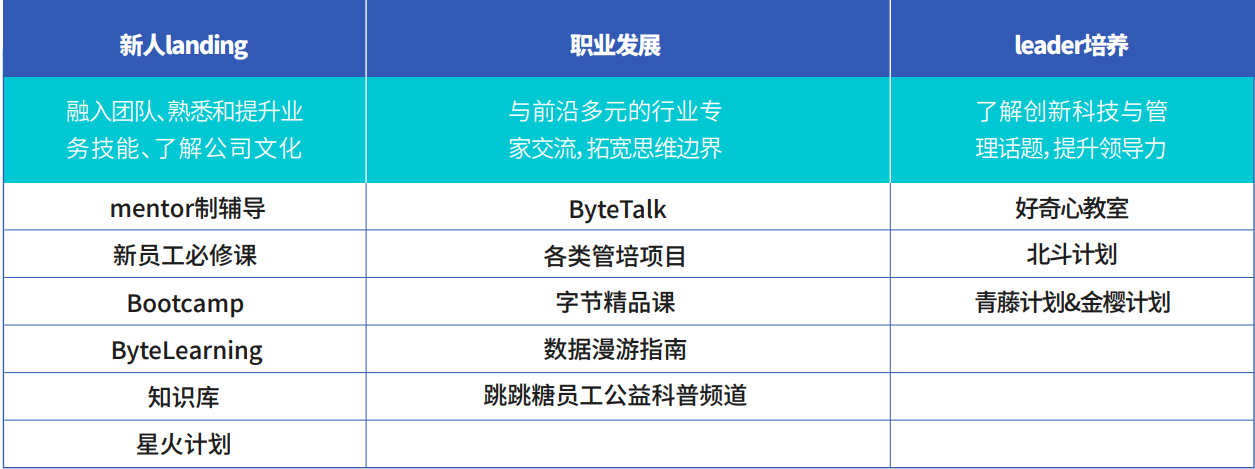 新人landing
职业发展
leader培养
融入团队、熟悉和提升业
务技能、了解公司文化
与前沿多元的行业专
家交流，拓宽思维边界
了解创新科技与管
理话题，提升领导力
mentor制辅导
ByteTalk
好奇心教室
新员工必修课
各类管培项目
北斗计划
Bootcamp
字节精品课
青藤计划&金樱计划
ByteLearning
数据漫游指南
知识库
跳跳糖员工公益科普频道
星火计划